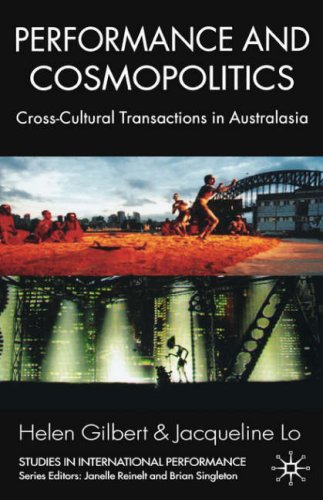 PERFORMANCE AND
COSMOPOLITICS
Cross-Cultural Transactions in Australasia
Helen Gilbert & Jacqueline Lo
STUDIES IN INTERNATIONAL PERFORMANCE
Series Editors: Janelle Reinelt and Brian Singleton